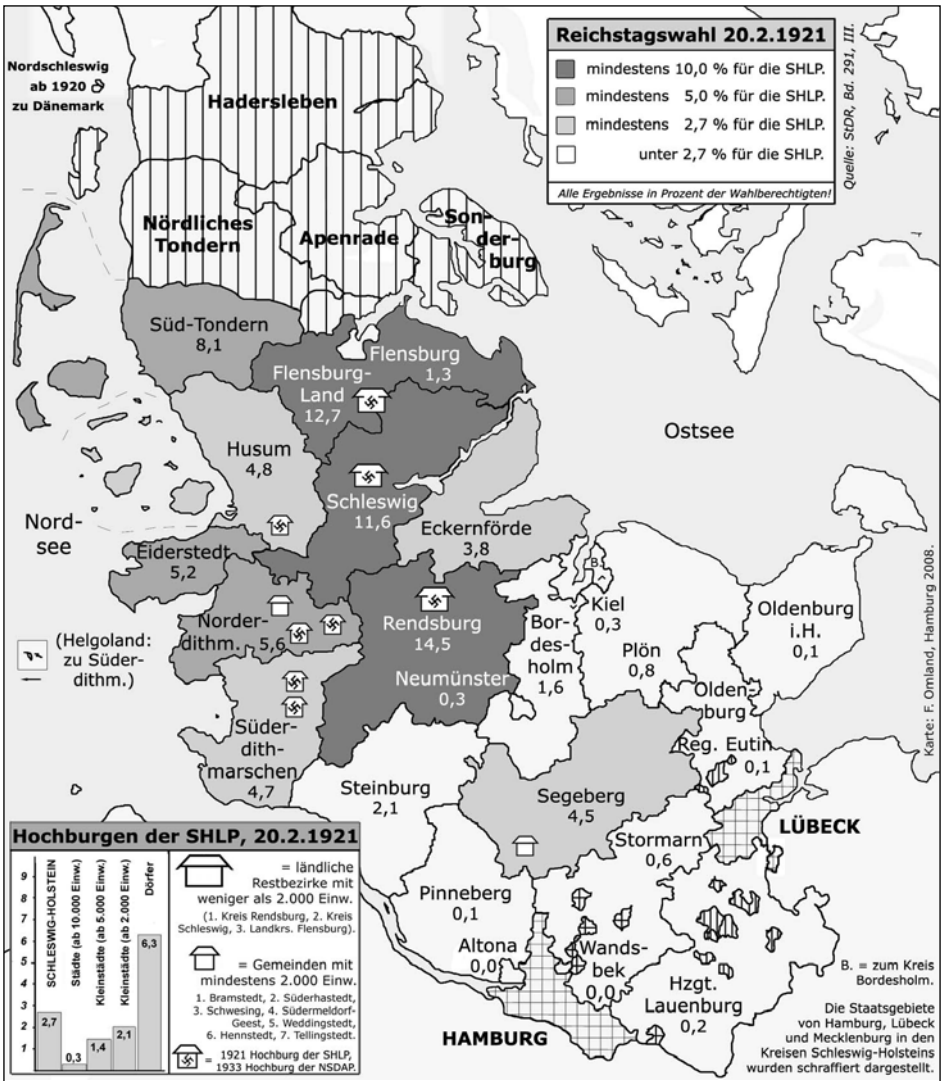 Nordschleswig
ab 1920
zu Dänemark
Hadersleben
Nördliches
Tondern
Apenrade
Son-
der-
burg
Reichstagswahl 20.2.1921
mindestens 10,0 % für die SHLP.
mindestens 5,0 % für die SHLP.
mindestens 2,7 % für die SHLP.
unter 2,7 % für die SHLP.
Alle Ergebnisse in Prozent der Wahlberechtigten!
Quelle: StDR, Bd. 291, III.
Süd-Tondern
8,1
Flensburg
1,3
Flensburg-
Land
12,7
Husum
4,8
Schleswig
11,6
Ostsee
Nord-
see
Eiderstedt
5,2
Eckernförde
3,8
(Helgoland:
zu Süder-
dithm.)
Norder-
dithm.
5,6
Rendsburg
14,5
Neumünster
0,3
Bor-
des-
holm
1,6
B.
Kiel
0,3
Plön
0,8
Oldenburg
i.H.
0,1
Olden-
burg
Reg. Eutin
0,1
Süder-
dith-
marschen
4,7
Steinburg
2,1
Segeberg
4,5
Stormarn
0,6
LÜBECK
Pinneberg
0,1
Altona
0,0
Wands-
bek
0,0
Hzgt.
Lauenburg
0,2
HAMBURG
Karte: F. Omland, Hamburg 2008.
B. = zum Kreis
Bordesholm.
Die Staatsgebiete
von Hamburg, Lübeck
und Mecklenburg in den
Kreisen Schleswig-Holsteins
wurden schraffiert dargestellt.
Hochburgen der SHLP, 20.2.1921
9
8
7
6
5
4
3
2
1
SCHLESWIG-HOLSTEIN
Städte (ab 10.000 Einw.)
Kleinstädte (ab 5.000 Einw.)
Kleinstädte (ab 2.000 Einw.)
Dörfer
2,7
0,3
1,4
2,1
6,3
= ländliche
Restbezirke mit
weniger als 2.000 Einw.
(1. Kreis Rendsburg, 2. Kreis
Schleswig, 3. Landkrs. Flensburg).
= Gemeinden mit
mindestens 2.000 Einw.
1. Bramstedt, 2. Süderhastedt,
3. Schwesing, 4. Südermeldorf-
Geest, 5. Weddingstedt,
6. Hennstedt, 7. Tellingstedt.
= 1921 Hochburg der SHLP,
1933 Hochburg der NSDAP.